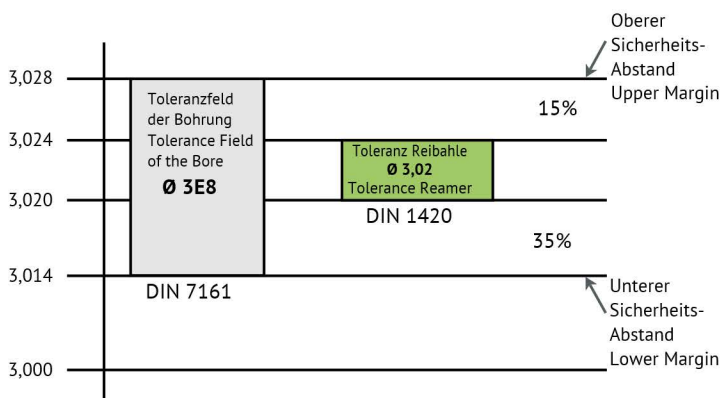 Oberer
Sicherheits-
Abstand
Upper Margin
3,028
Toleranzfeld
der Bohrung
Tolerance Field
of the Bore
Ø 3E8
15%
3,024
Toleranz Reibahle
Ø 3,02
Tolerance Reamer
3,020
DIN 1420
35%
3,014
DIN 7161
Unterer
Sicherheits-
Abstand
Lower Margin
3,000